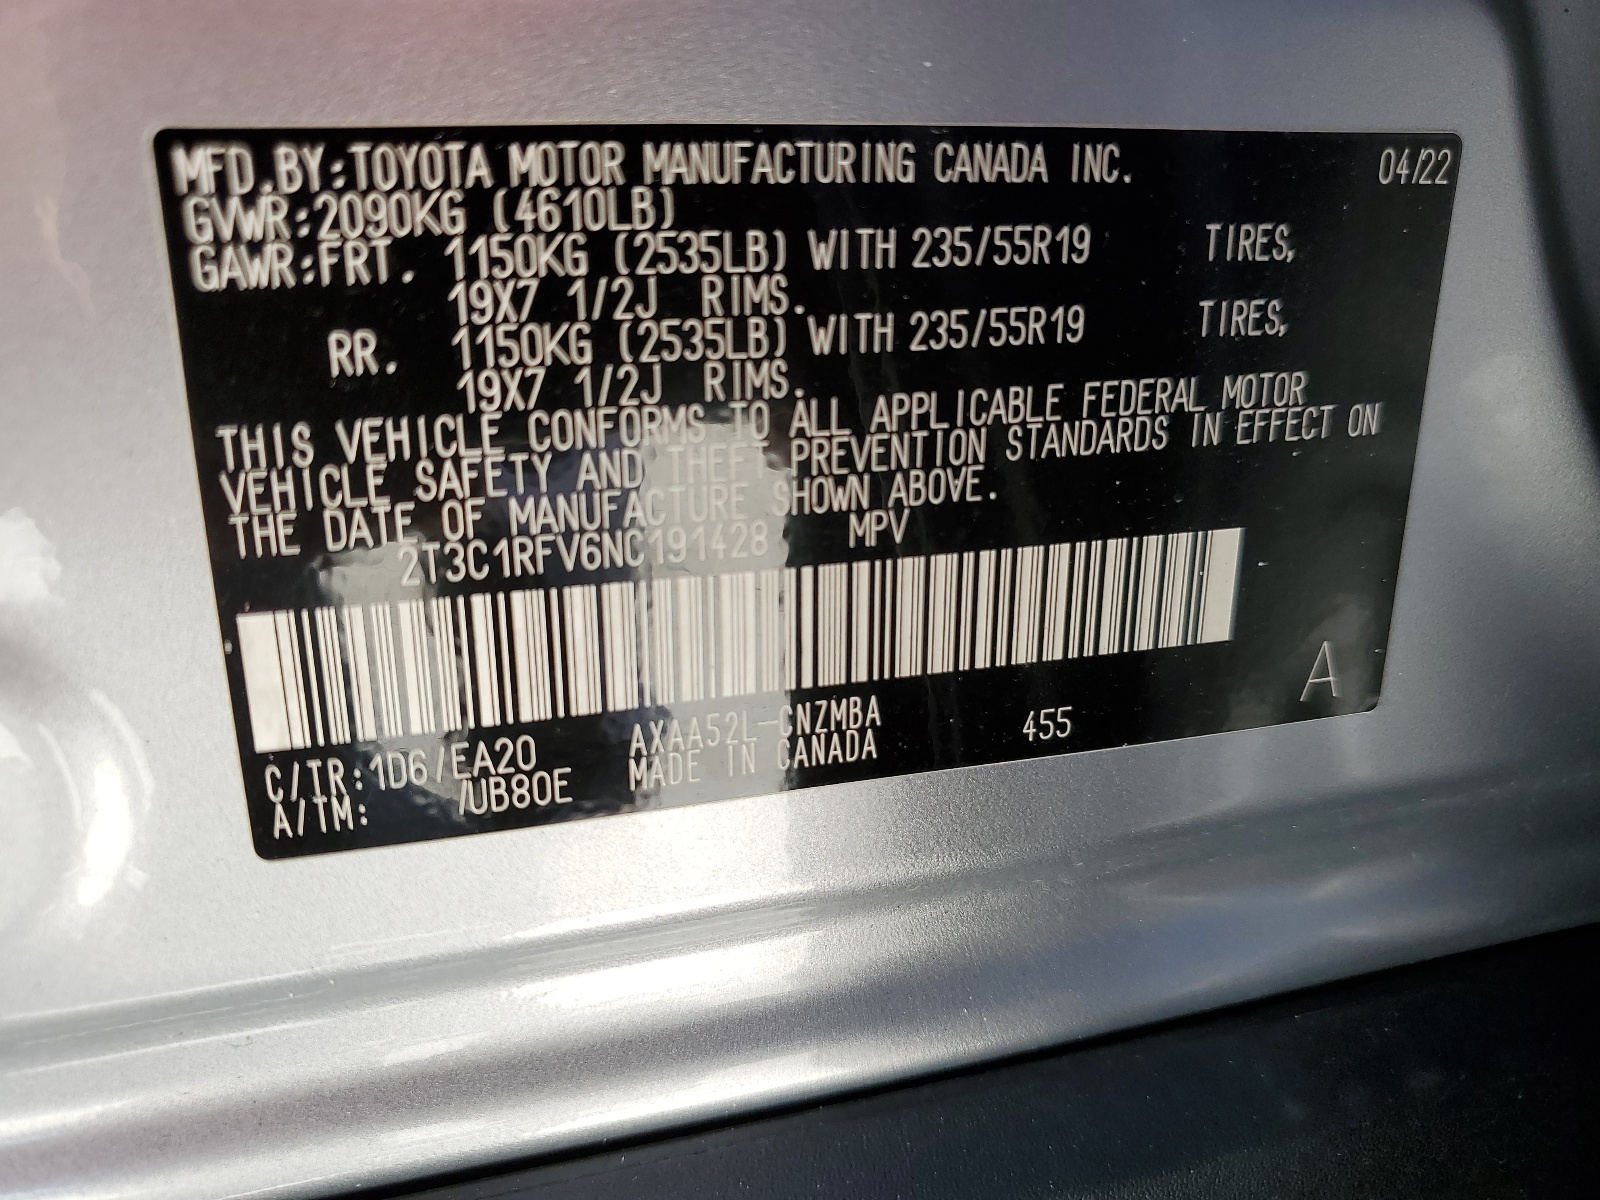 MFD.BY:TOYOTA MOTOR MANUFACTURING CANADA INC. 04/22
GVWR:2090KG (4610LB)
GAWR:FRT. 1150KG (2535LB) WITH 235/55R19 TIRES,
19X7 1/2J RIMS.
RR. 1150KG (2535LB) WITH 235/55R19 TIRES,
19X7 1/2J RIMS.
THIS VEHICLE CONFORMS TO ALL APPLICABLE FEDERAL MOTOR
VEHICLE SAFETY AND THEFT PREVENTION STANDARDS IN EFFECT ON
THE DATE OF MANUFACTURE SHOWN ABOVE.
2T3C1RFV6NC191428 MPV
A
C/TR:1D6/EA20 AXAA52L-CNZMBA 455
A/TM: /UB80E MADE IN CANADA